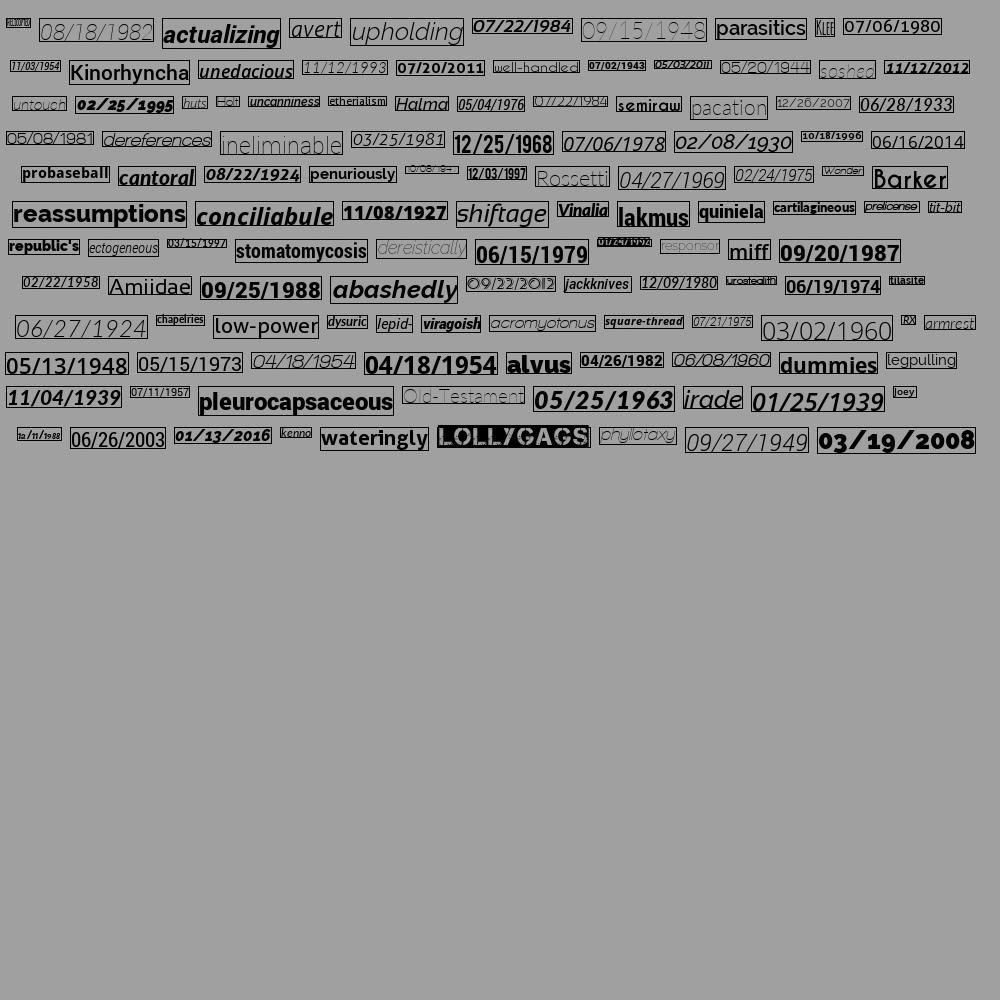 08/18/1982 actualizing avert upholding 07/22/1984 09/15/1948 parasitics Klee 07/06/1980
11/03/1954 Kinorhyncha unedacious 11/12/1993 07/20/2011 well-handled 07/02/1943 05/03/2011 05/20/1944 soshed 11/12/2012
untouch 02/25/1995 huts Holt uncanniness etherialism Halma 05/04/1976 07/22/1984 semiraw pacation 12/26/2007 06/28/1933
05/08/1981 dereferences ineliminable 03/25/1981 12/25/1968 07/06/1978 02/08/1930 10/18/1996 06/16/2014
probaseball cantoral 08/22/1924 penuriously 12/03/1997 Rossetti 04/27/1969 02/24/1975 Wonder Barker
reassumptions conciliabule 11/08/1927 shiftage Vinalia lakmus quiniela cartilagineous prelicense tit-bit
republic's ectogeneous 03/15/1997 stomatomycosis dereistically 06/15/1979 01/24/1992 responsor miff 09/20/1987
02/22/1958 Amiidae 09/25/1988 abashedly 09/22/2012 jackknives 12/09/1980 urostealith 06/19/1974 tilasite
06/27/1924 chapelries low-power dysuric lepid- viragoish acromyotonus square-thread 07/21/1975 03/02/1960 RX armrest
05/13/1948 05/15/1973 04/18/1954 04/18/1954 alvus 04/26/1982 06/08/1960 dummies legpulling
11/04/1939 07/11/1957 pleurocapsaceous Old-Testament 05/25/1963 irade 01/25/1939 Joey
12/11/1988 06/26/2003 01/13/2016 kenno wateringly LOLLYGAGS phyllotaxy 09/27/1949 03/19/2008